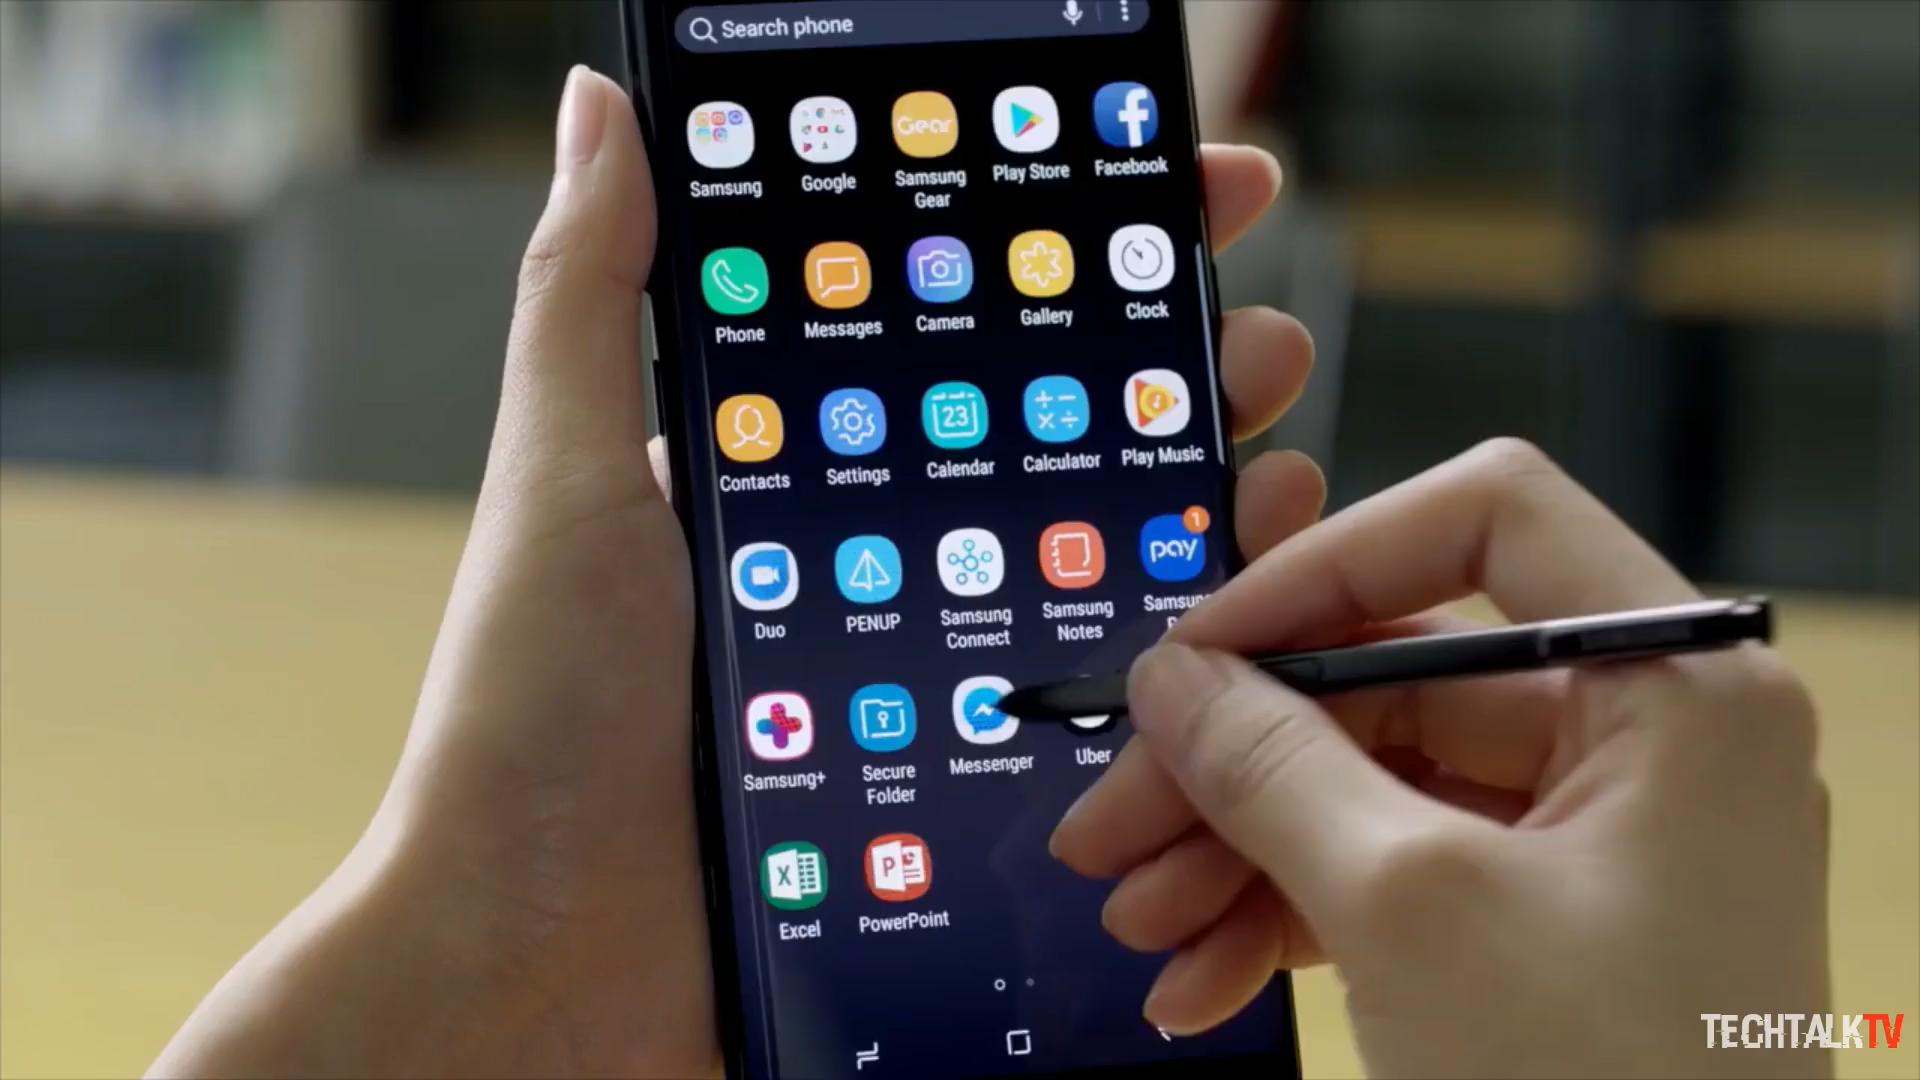 Search phone
Gear
Samsung
Google
Samsung
Gear
Play Store
Facebook
Phone
Messages
Camera
Gallery
Clock
23
Contacts
Settings
Calendar
Calculator
Play Music
1
pay
Duo
PENUP
Samsung
Connect
Samsung
Notes
Samsung+
Secure
Folder
Messenger
Uber
X
P
Excel
PowerPoint
TECHTALKTV